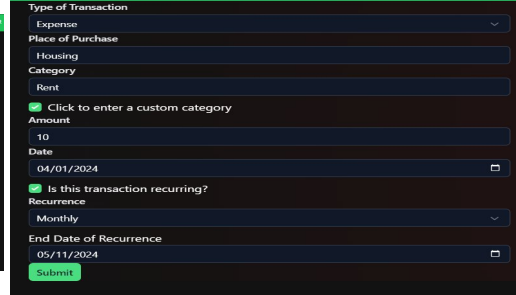 Type of Transaction
Expense
Place of Purchase
Housing
Category
Rent
Click to enter a custom category
Amount
10
Date
04/01/2024
Is this transaction recurring?
Recurrence
Monthly
End Date of Recurrence
05/11/2024
Submit